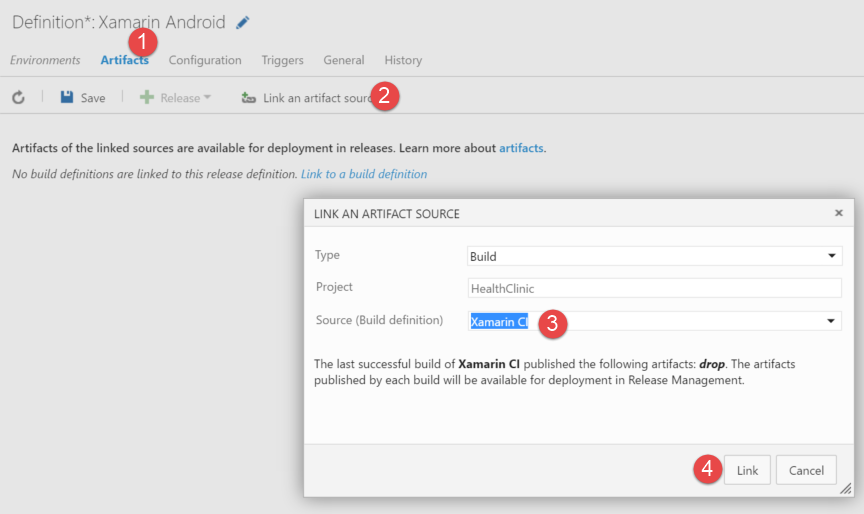 Definition*: Xamarin Android
1
Environments Artifacts Configuration Triggers General History
Save Release Link an artifact sourc 2
Artifacts of the linked sources are available for deployment in releases. Learn more about artifacts.
No build definitions are linked to this release definition. Link to a build definition
LINK AN ARTIFACT SOURCE
Type Build
Project HealthClinic
Source (Build definition) Xamarin CI 3
The last successful build of Xamarin CI published the following artifacts: drop. The artifacts
published by each build will be available for deployment in Release Management.
4 Link Cancel